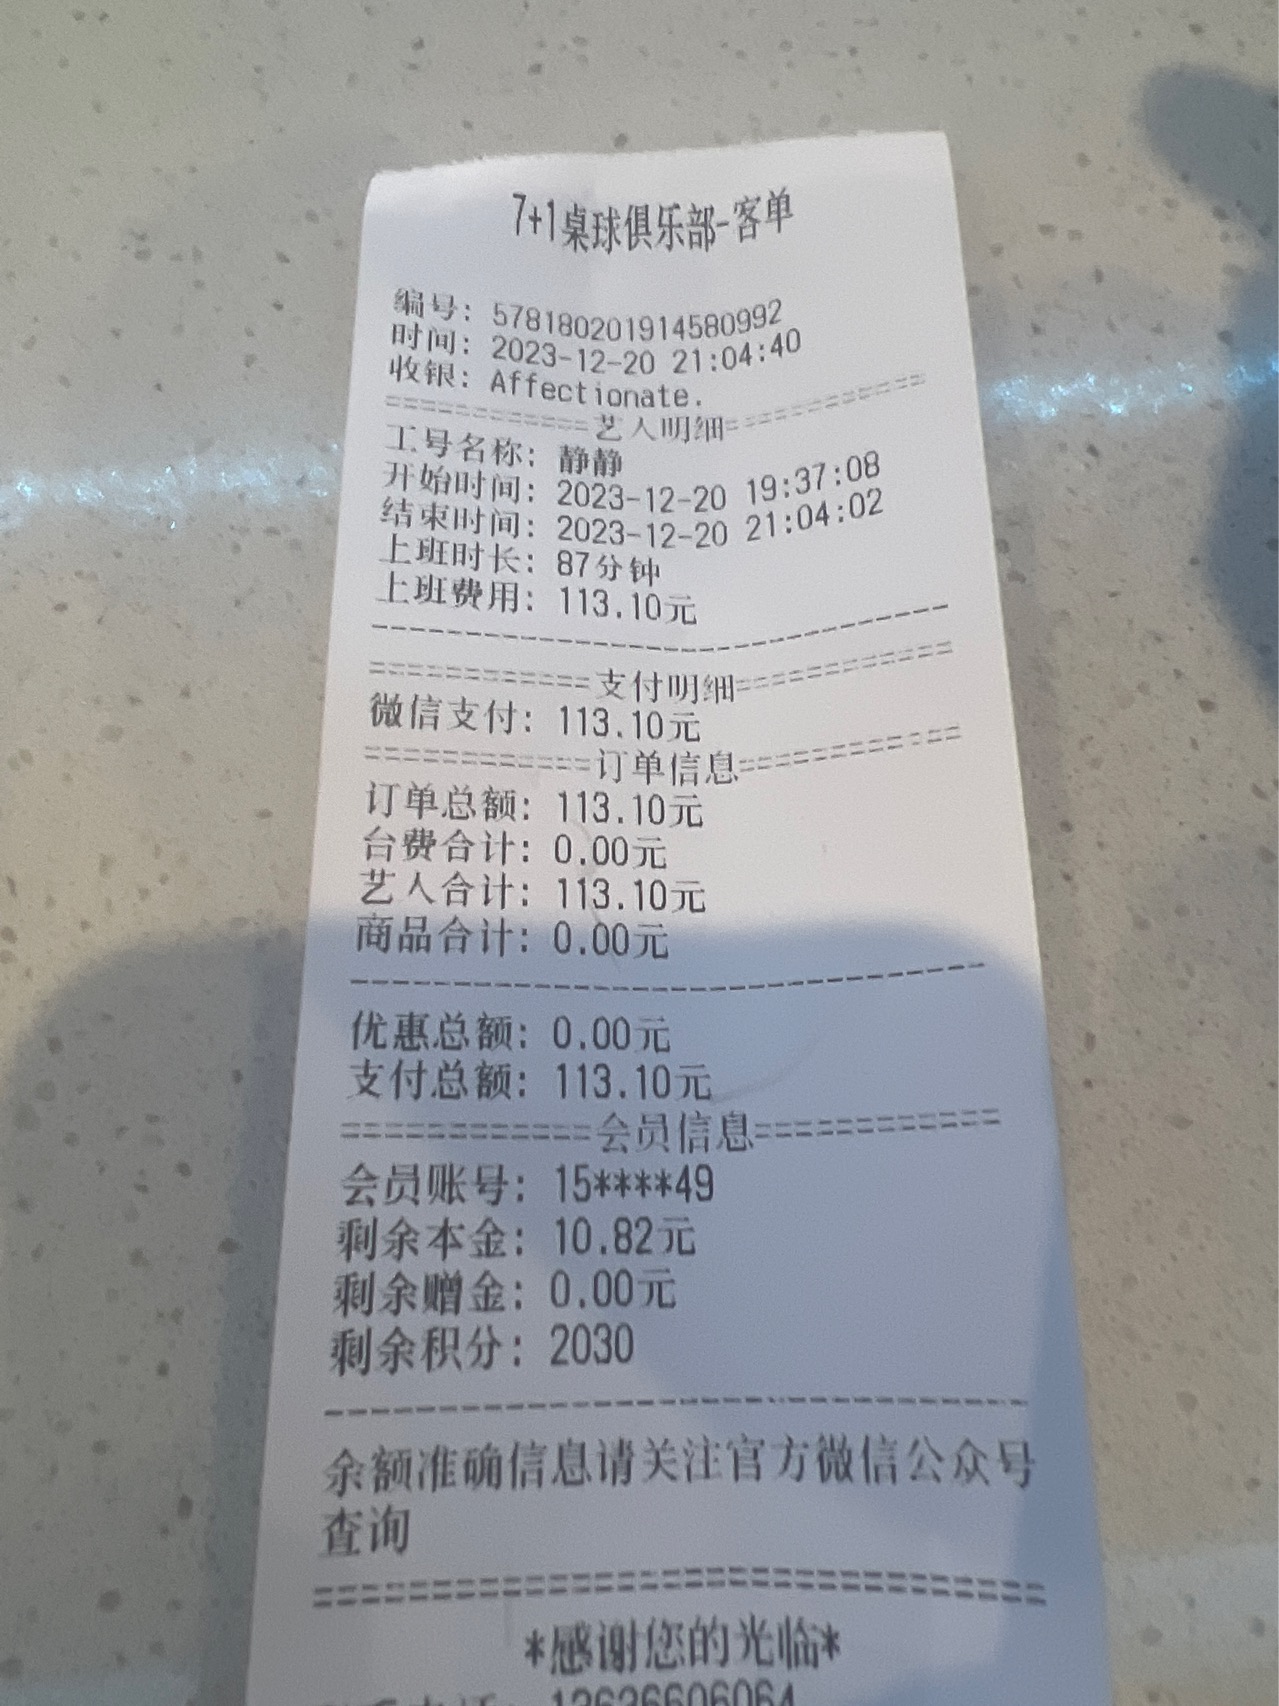 7+1桌球俱乐部-客单
编号: 578180201914580992
时间: 2023-12-20 21:04:40
收银: Affectionate.
============艺人明细============
工号名称: 静静
开始时间: 2023-12-20 19:37:08
结束时间: 2023-12-20 21:04:02
上班时长: 87分钟
上班费用: 113.10元
--------------------------------
============支付明细============
微信支付: 113.10元
============订单信息============
订单总额: 113.10元
台费合计: 0.00元
艺人合计: 113.10元
商品合计: 0.00元
--------------------------------
优惠总额: 0.00元
支付总额: 113.10元
============会员信息============
会员账号: 15****49
剩余本金: 10.82元
剩余赠金: 0.00元
剩余积分: 2030
--------------------------------
余额准确信息请关注官方微信公众号
查询
================================
*感谢您的光临*
13636606064